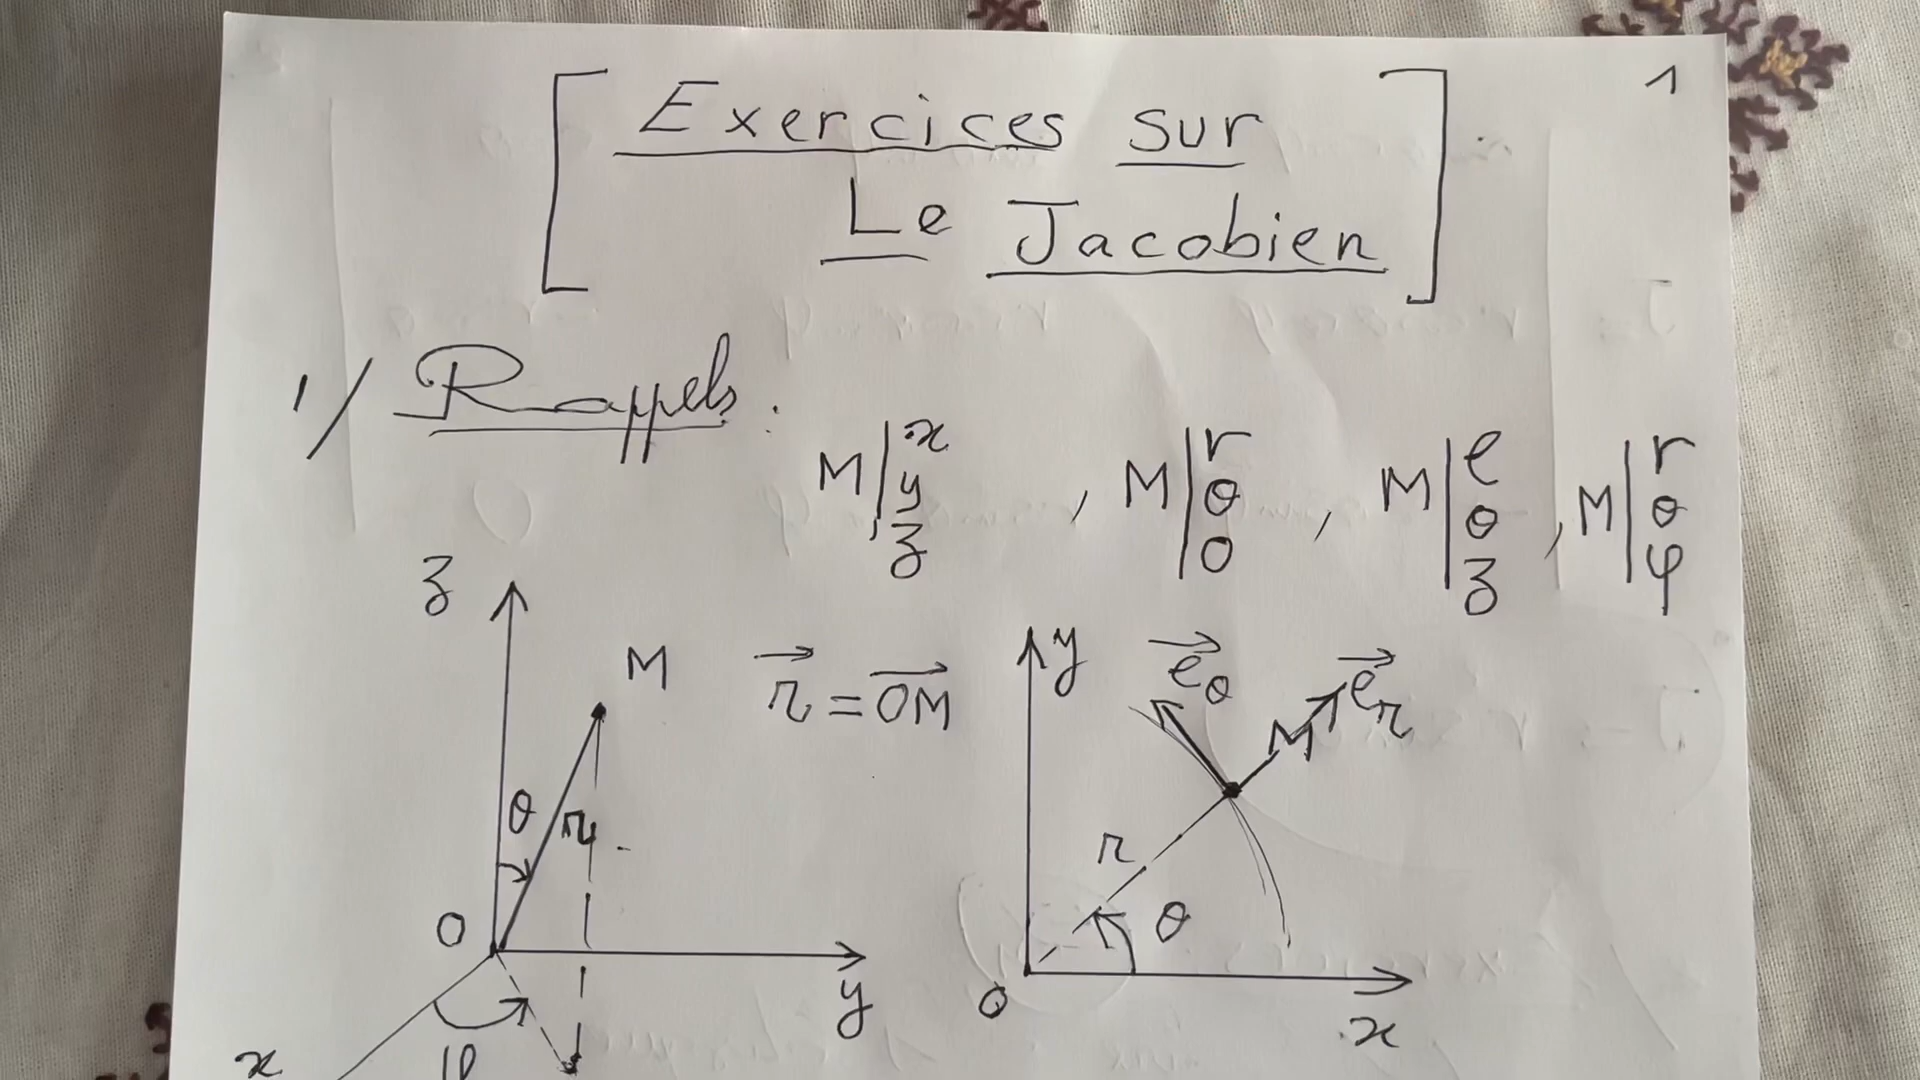 1
Exercices sur
Le Jacobien
1/ Rappels :
M | x y z , M | r θ 0 , M | ρ θ z , M | r θ φ
z
M
r⃗ = OM⃗
y
e⃗θ
M
e⃗r
θ
r
r
θ
O
y
O
x
x
φ